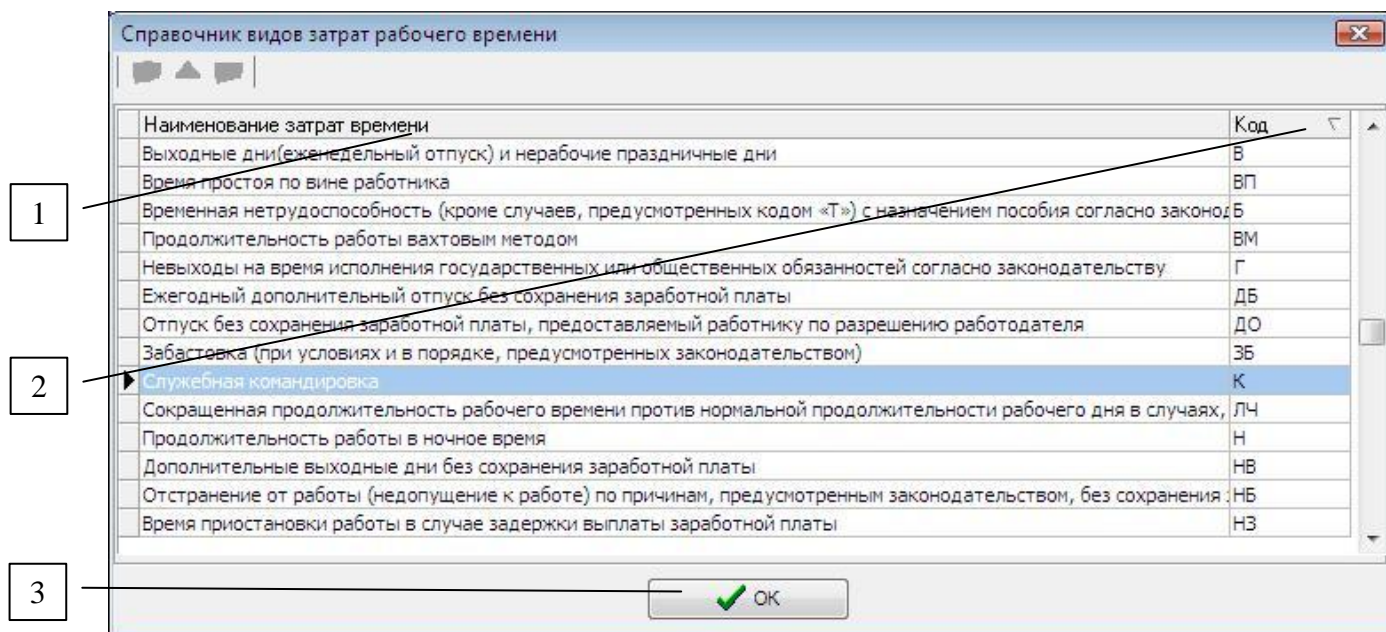 Справочник видов затрат рабочего времени
Наименование затрат времени Код
Выходные дни(еженедельный отпуск) и нерабочие праздничные дни В
Время простоя по вине работника ВП
1
Временная нетрудоспособность (кроме случаев, предусмотренных кодом «Т») с назначением пособия согласно законод Б
Продолжительность работы вахтовым методом ВМ
Невыходы на время исполнения государственных или общественных обязанностей согласно законодательству Г
Ежегодный дополнительный отпуск без сохранения заработной платы ДБ
Отпуск без сохранения заработной платы, предоставляемый работнику по разрешению работодателя ДО
Забастовка (при условиях и в порядке, предусмотренных законодательством) ЗБ
2
Служебная командировка К
Сокращенная продолжительность рабочего времени против нормальной продолжительности рабочего дня в случаях, ЛЧ
Продолжительность работы в ночное время Н
Дополнительные выходные дни без сохранения заработной платы НВ
Отстранение от работы (недопущение к работе) по причинам, предусмотренным законодательством, без сохранения НБ
Время приостановки работы в случае задержки выплаты заработной платы НЗ
3
ОК